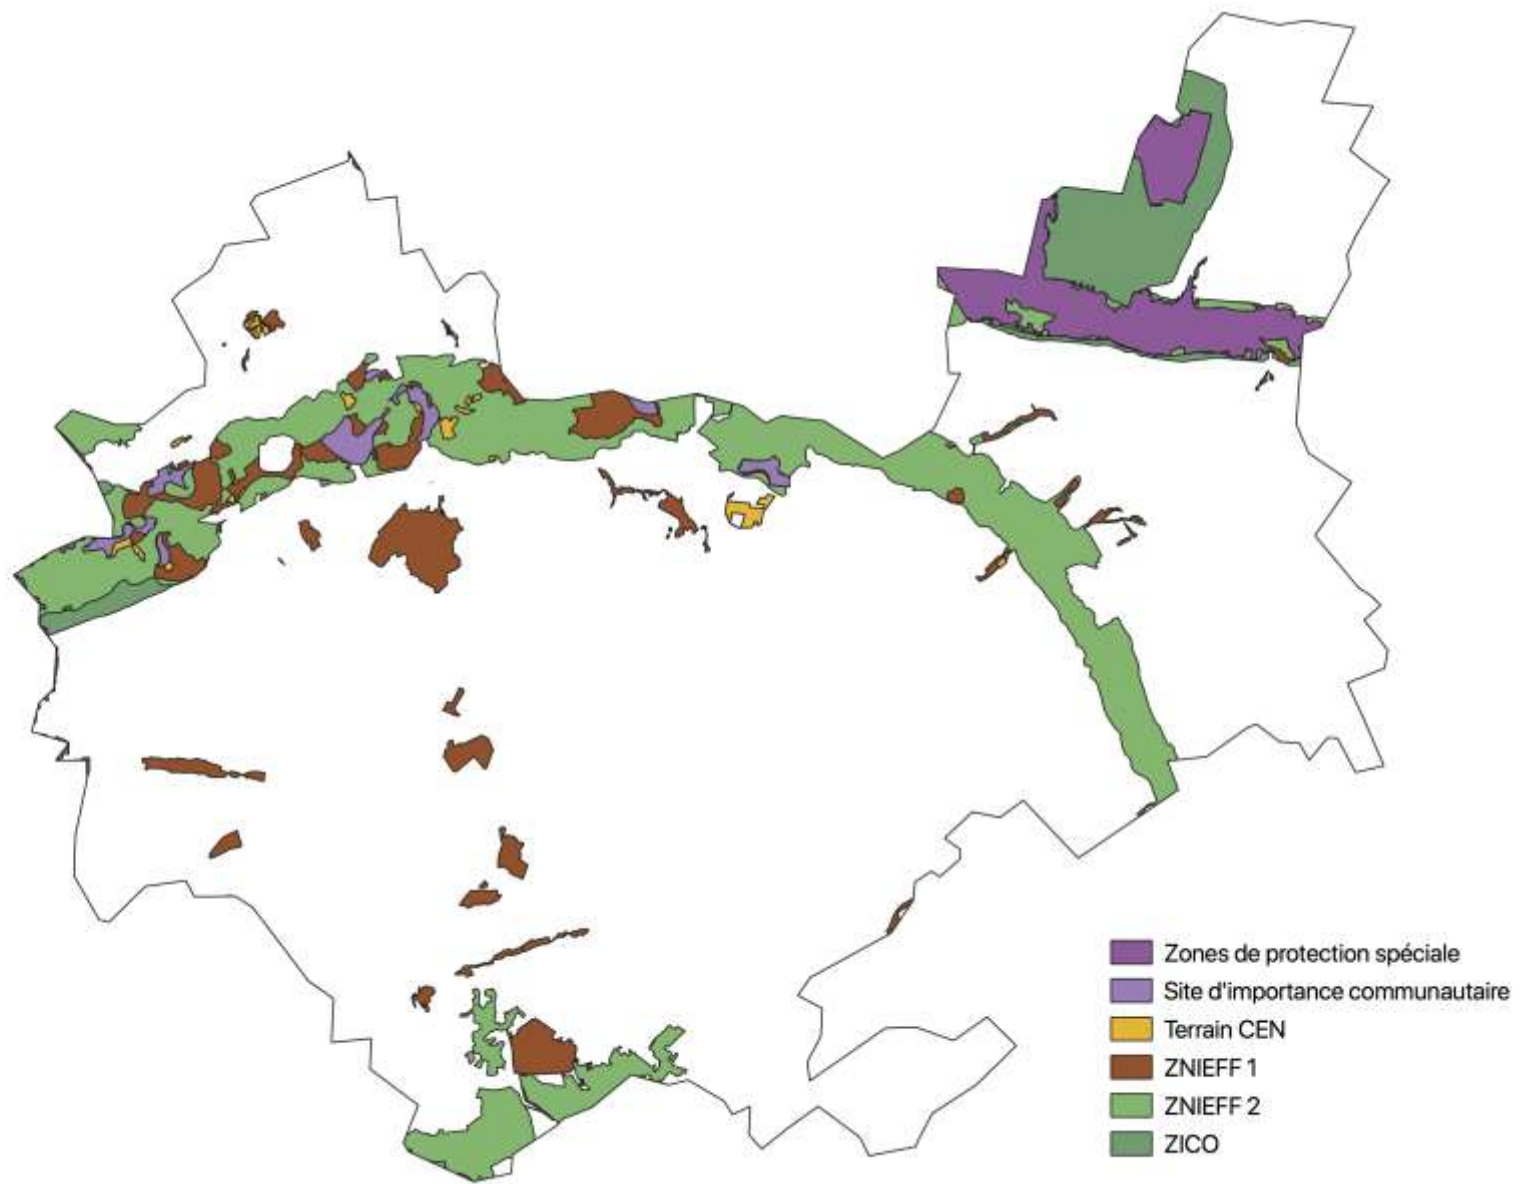 Zones de protection spéciale
Site d'importance communautaire
Terrain CEN
ZNIEFF 1
ZNIEFF 2
ZICO